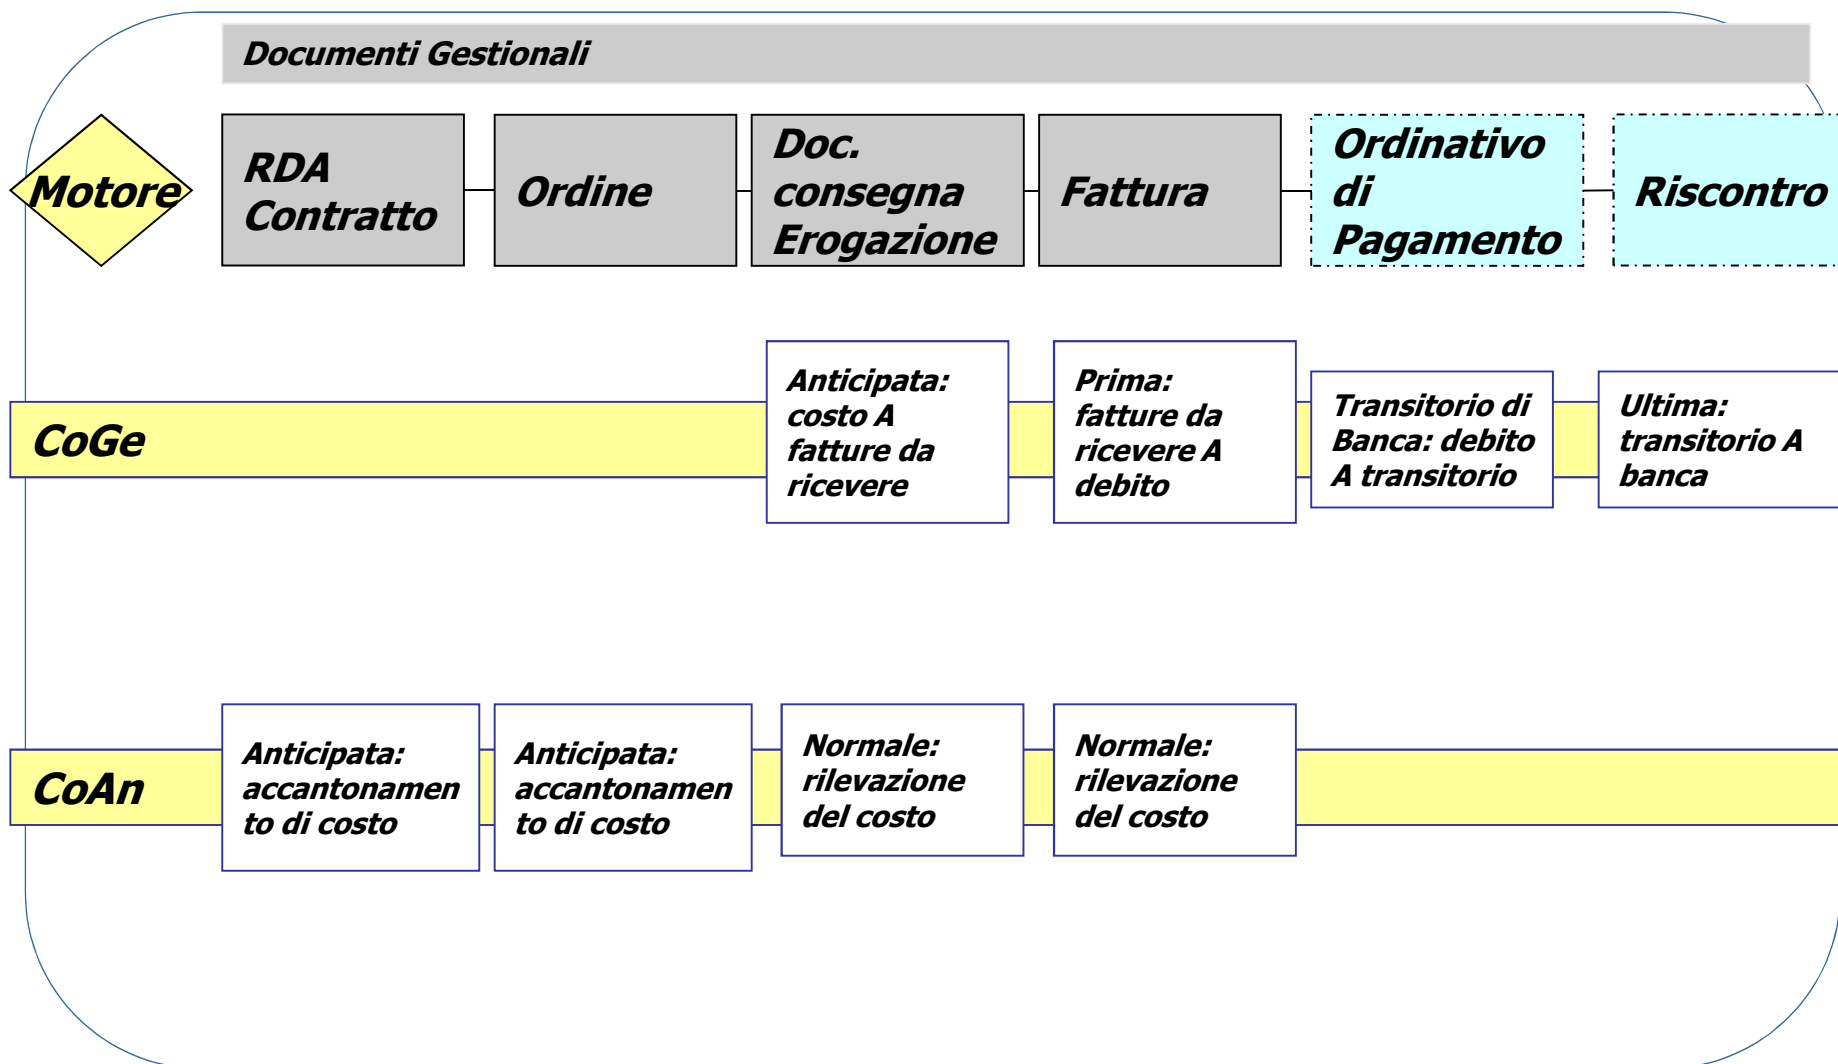 Documenti Gestionali
Motore
RDA
Contratto
Ordine
Doc.
consegna
Erogazione
Fattura
Ordinativo
di
Pagamento
Riscontro
CoGe
Anticipata:
costo A
fatture da
ricevere
Prima:
fatture da
ricevere A
debito
Transitorio di
Banca: debito
A transitorio
Ultima:
transitorio A
banca
CoAn
Anticipata:
accantonamen
to di costo
Anticipata:
accantonamen
to di costo
Normale:
rilevazione
del costo
Normale:
rilevazione
del costo